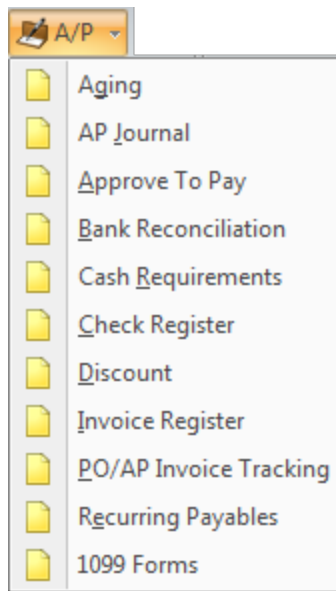 A/P
Aging
AP Journal
Approve To Pay
Bank Reconciliation
Cash Requirements
Check Register
Discount
Invoice Register
PO/AP Invoice Tracking
Recurring Payables
1099 Forms